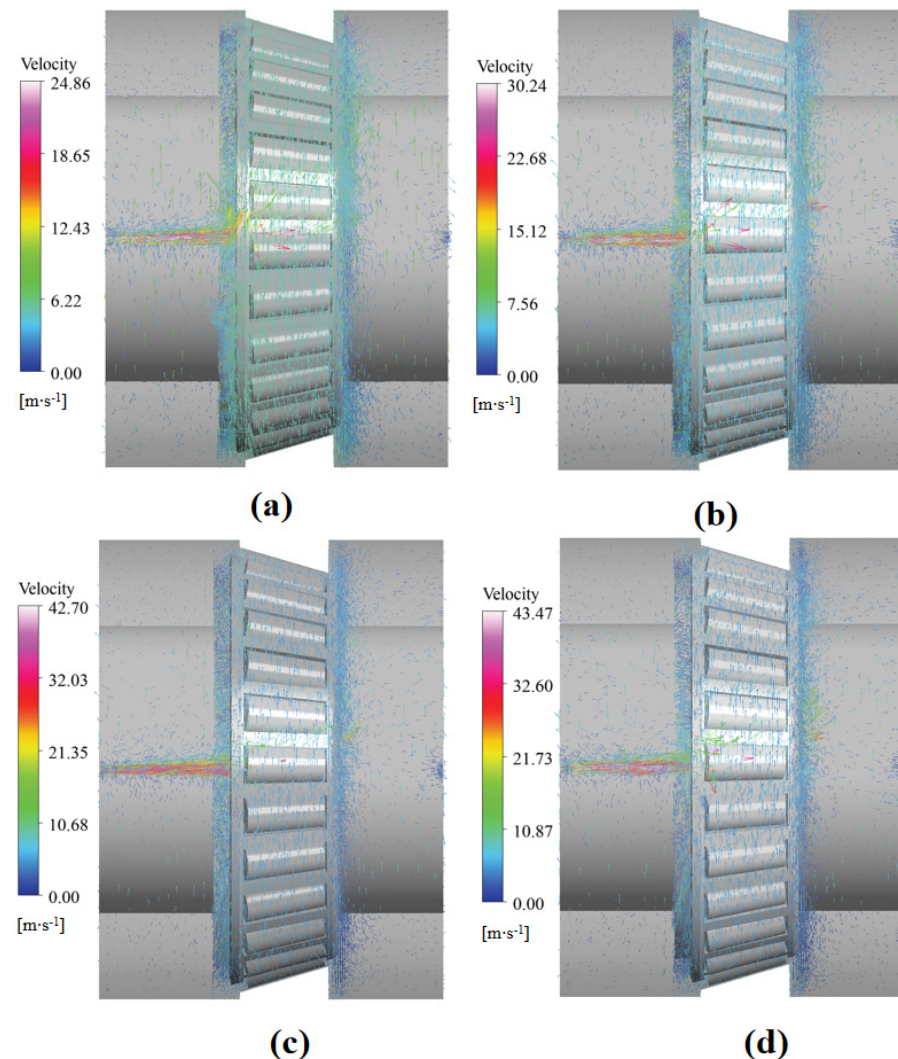 Velocity
24.86
18.65
12.43
6.22
0.00
[m·s⁻¹]
(a)
Velocity
30.24
22.68
15.12
7.56
0.00
[m·s⁻¹]
(b)
Velocity
42.70
32.03
21.35
10.68
0.00
[m·s⁻¹]
(c)
Velocity
43.47
32.60
21.73
10.87
0.00
[m·s⁻¹]
(d)